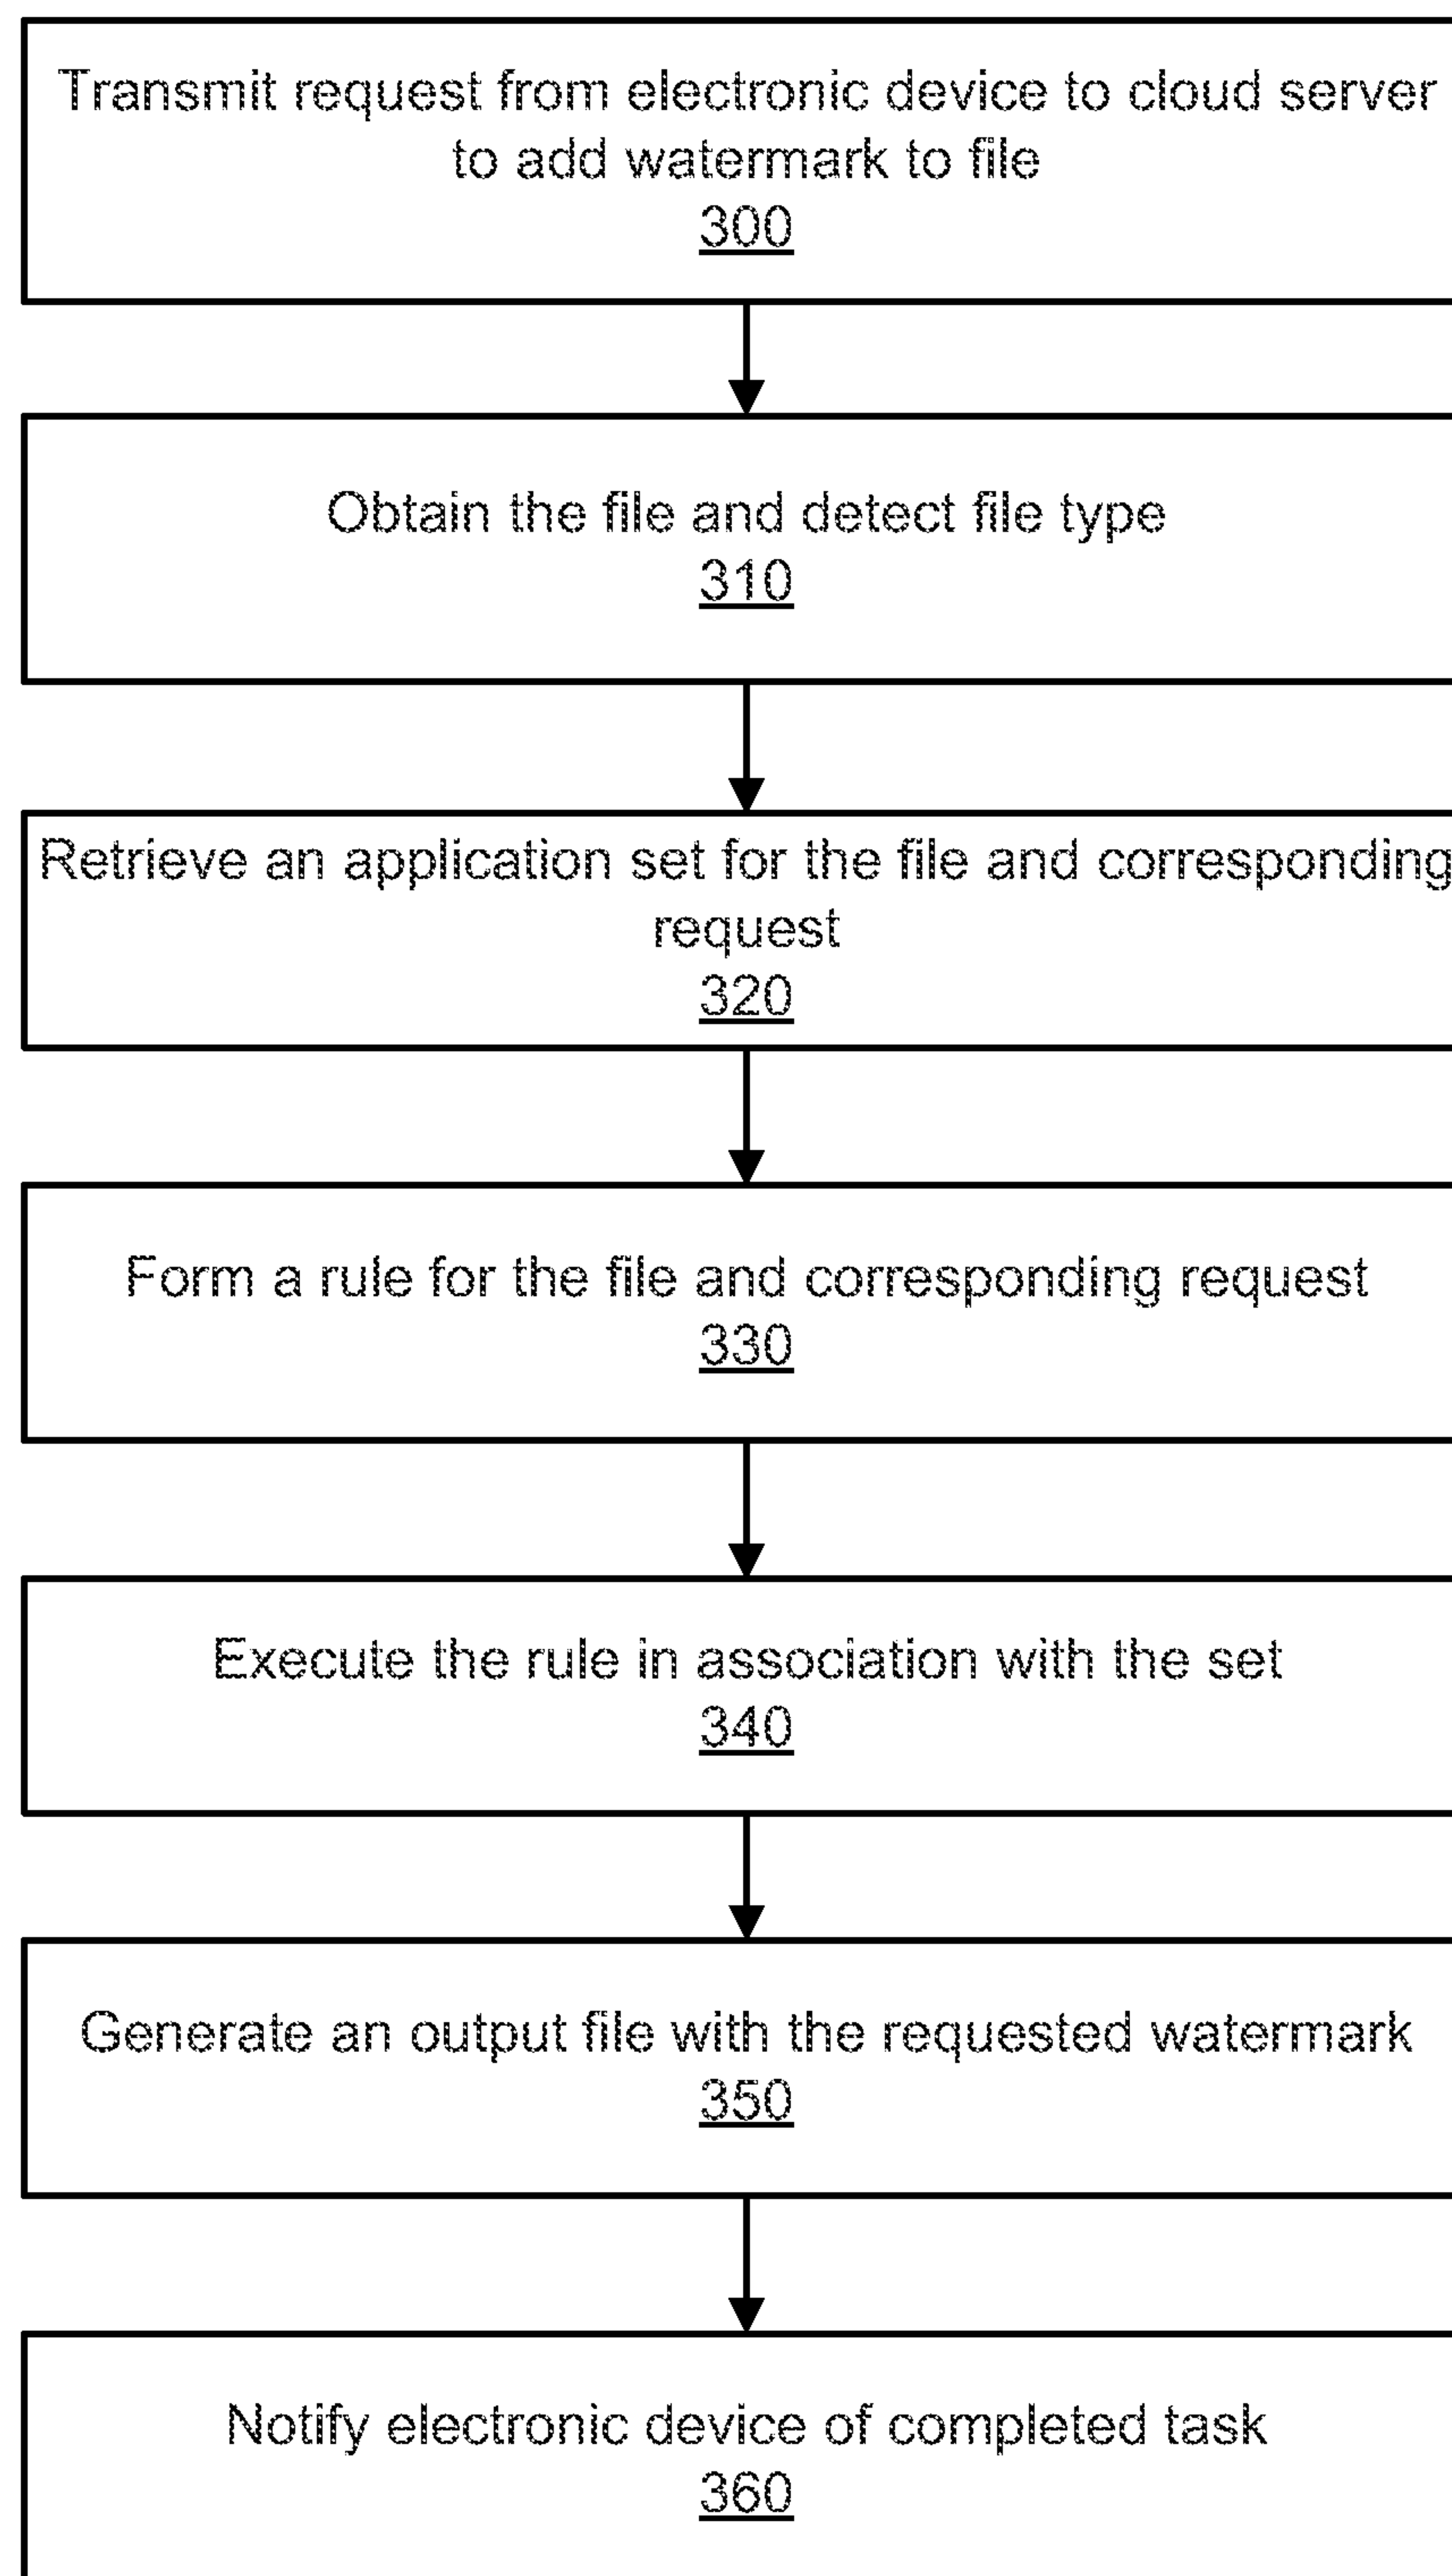 Transmit request from electronic device to cloud server
to add watermark to file
300
Obtain the file and detect file type
310
Retrieve an application set for the file and corresponding
request
320
Form a rule for the file and corresponding request
330
Execute the rule in association with the set
340
Generate an output file with the requested watermark
350
Notify electronic device of completed task
360